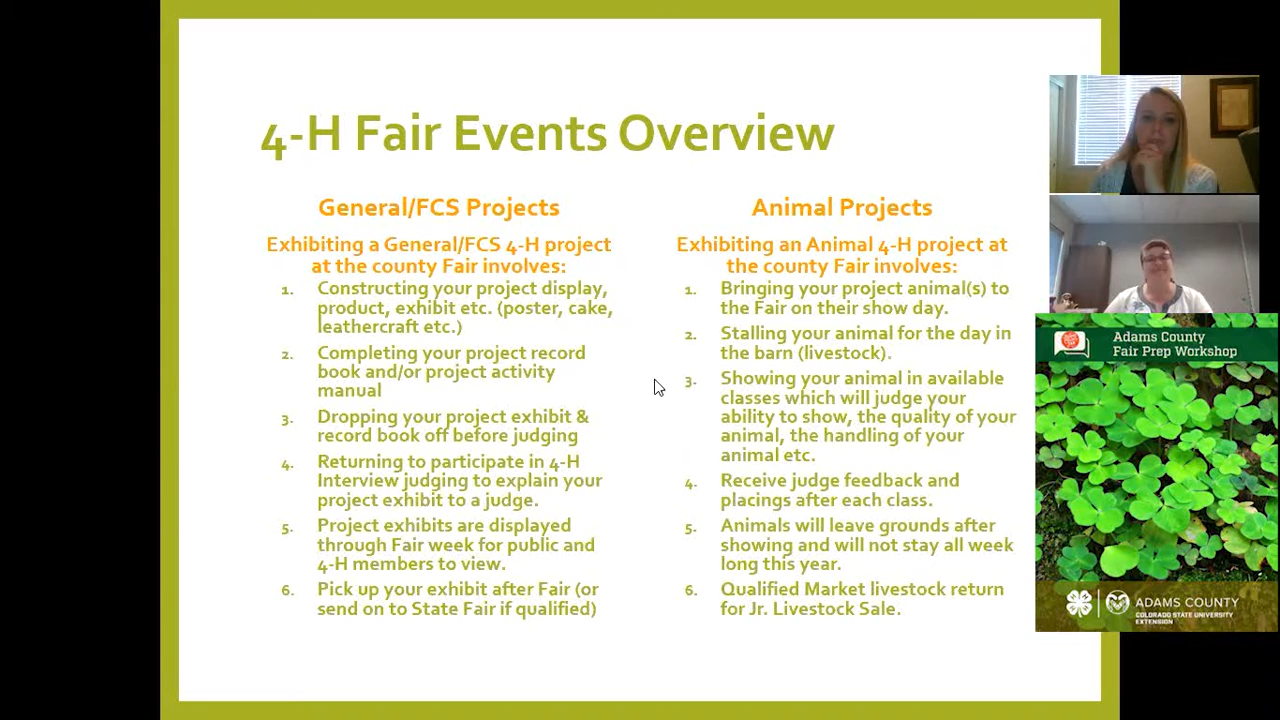 4-H Fair Events Overview
General/FCS Projects
Exhibiting a General/FCS 4-H project
at the county Fair involves:
1. Constructing your project display,
product, exhibit etc. (poster, cake,
leathercraft etc.)
2. Completing your project record
book and/or project activity
manual
3. Dropping your project exhibit &
record book off before judging
4. Returning to participate in 4-H
Interview judging to explain your
project exhibit to a judge.
5. Project exhibits are displayed
through Fair week for public and
4-H members to view.
6. Pick up your exhibit after Fair (or
send on to State Fair if qualified)
Animal Projects
Exhibiting an Animal 4-H project at
the county Fair involves:
1. Bringing your project animal(s) to
the Fair on their show day.
2. Stalling your animal for the day in
the barn (livestock).
3. Showing your animal in available
classes which will judge your
ability to show, the quality of your
animal, the handling of your
animal etc.
4. Receive judge feedback and
placings after each class.
5. Animals will leave grounds after
showing and will not stay all week
long this year.
6. Qualified Market livestock return
for Jr. Livestock Sale.
Adams County
Fair Prep Workshop
ADAMS COUNTY
COLORADO STATE UNIVERSITY
EXTENSION